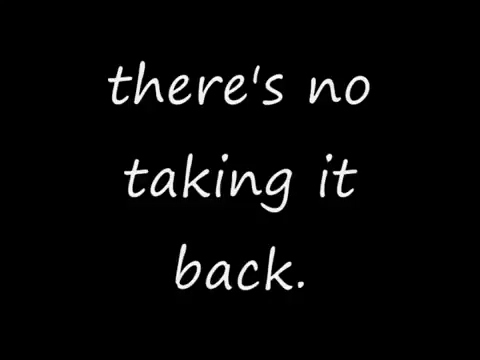 there's no
taking it
back.